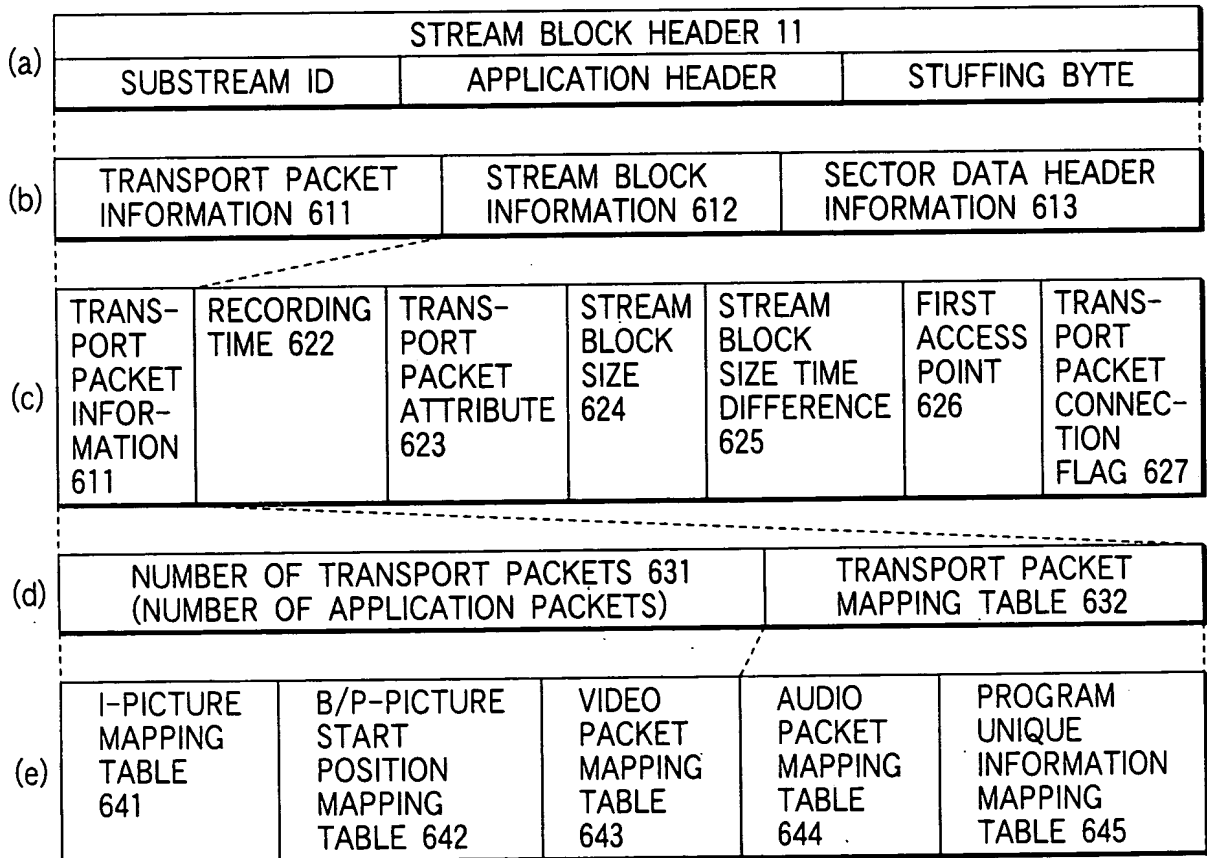 (a)
STREAM BLOCK HEADER 11
SUBSTREAM ID
APPLICATION HEADER
STUFFING BYTE
(b)
TRANSPORT PACKET
INFORMATION 611
STREAM BLOCK
INFORMATION 612
SECTOR DATA HEADER
INFORMATION 613
(c)
TRANS-
PORT
PACKET
INFOR-
MATION
611
RECORDING
TIME 622
TRANS-
PORT
PACKET
ATTRIBUTE
623
STREAM
BLOCK
SIZE
624
STREAM
BLOCK
SIZE TIME
DIFFERENCE
625
FIRST
ACCESS
POINT
626
TRANS-
PORT
PACKET
CONNEC-
TION
FLAG 627
(d)
NUMBER OF TRANSPORT PACKETS 631
(NUMBER OF APPLICATION PACKETS)
TRANSPORT PACKET
MAPPING TABLE 632
(e)
I-PICTURE
MAPPING
TABLE
641
B/P-PICTURE
START
POSITION
MAPPING
TABLE 642
VIDEO
PACKET
MAPPING
TABLE
643
AUDIO
PACKET
MAPPING
TABLE
644
PROGRAM
UNIQUE
INFORMATION
MAPPING
TABLE 645